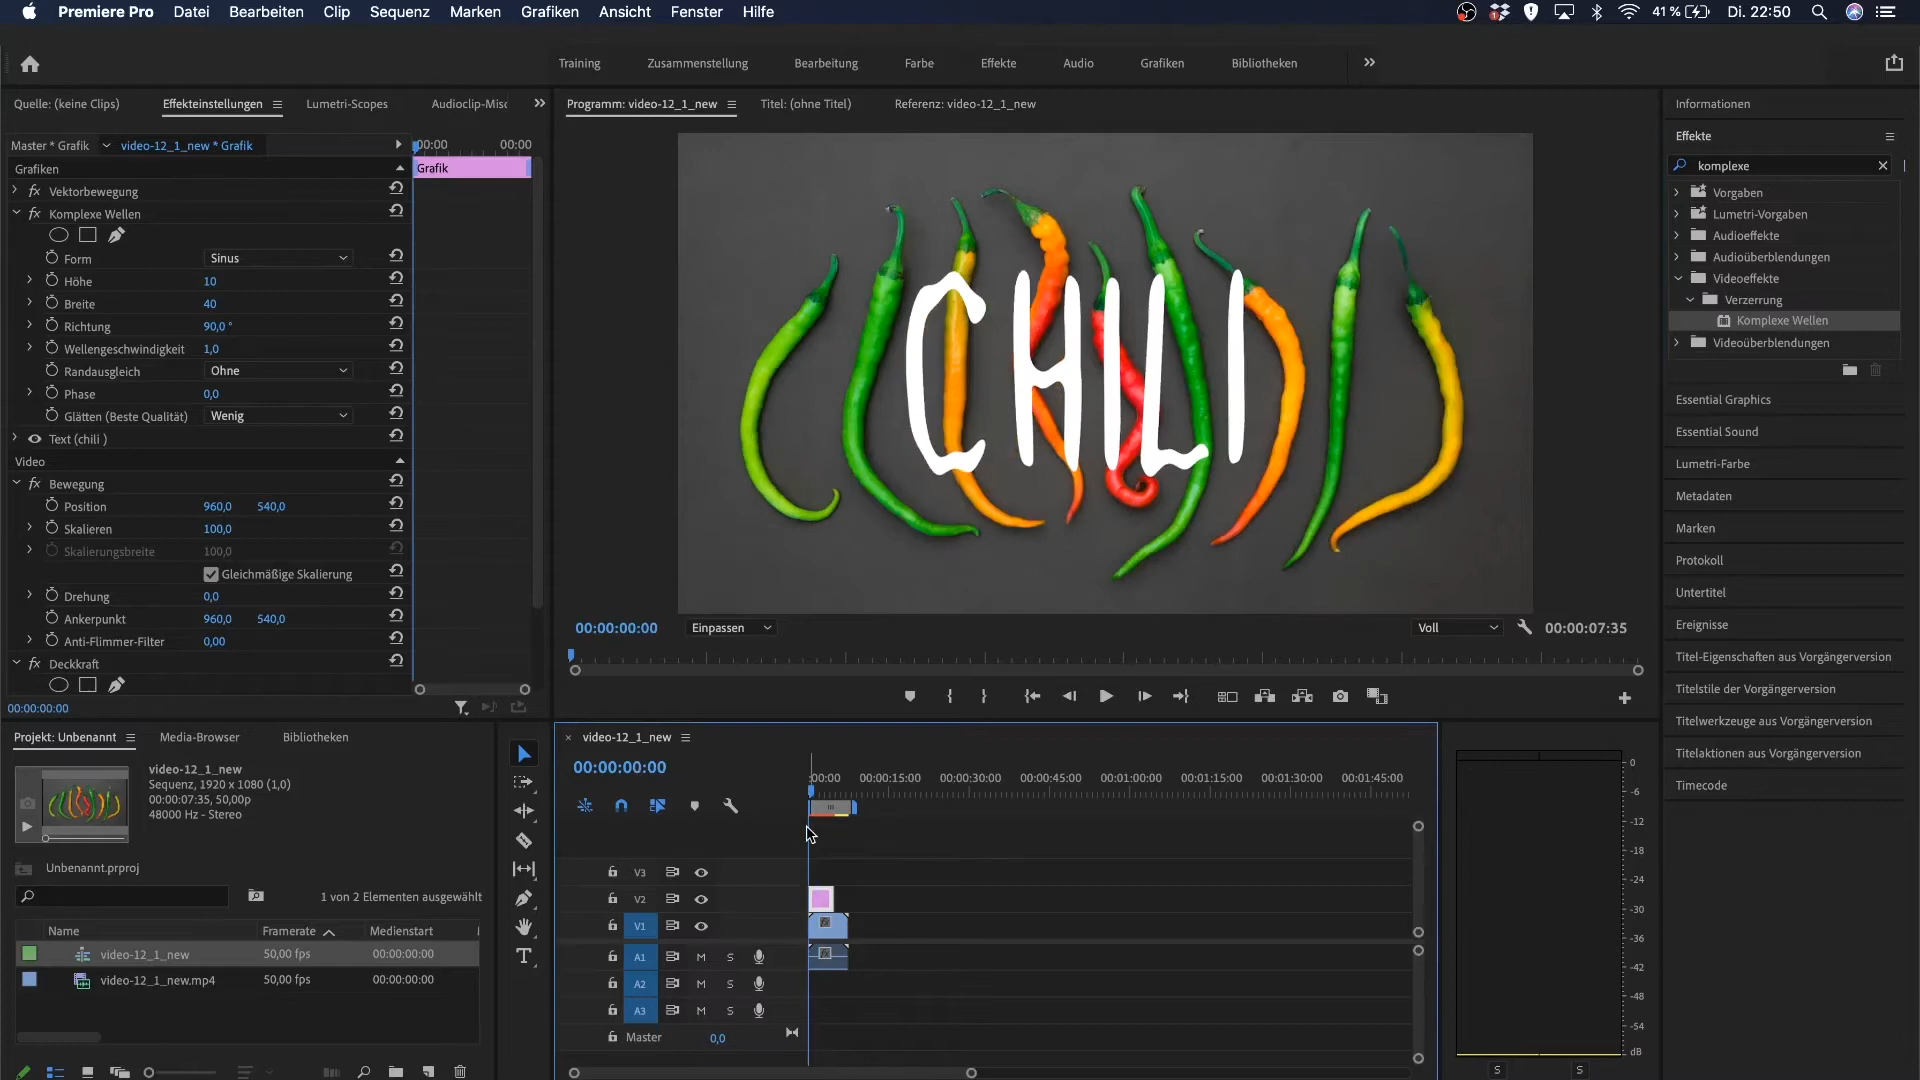 Premiere Pro Datei Bearbeiten Clip Sequenz Marken Grafiken Ansicht Fenster Hilfe 41 % Di. 22:50
Training Zusammenstellung Bearbeitung Farbe Effekte Audio Grafiken Bibliotheken
Quelle: (keine Clips) Effekteinstellungen Lumetri-Scopes Audioclip-Misc
Master * Grafik video-12_1_new * Grafik 00:00 00:00
Grafiken Grafik
fx Vektorbewegung
fx Komplexe Wellen
Form Sinus
Höhe 10
Breite 40
Richtung 90,0 °
Wellengeschwindigkeit 1,0
Randausgleich Ohne
Phase 0,0
Glätten (Beste Qualität) Wenig
Text (chili )
Video
fx Bewegung
Position 960,0 540,0
Skalieren 100,0
Skalierungsbreite 100,0
Gleichmäßige Skalierung
Drehung 0,0
Ankerpunkt 960,0 540,0
Anti-Flimmer-Filter 0,00
fx Deckkraft
00:00:00:00
Programm: video-12_1_new Titel: (ohne Titel) Referenz: video-12_1_new
CHILI
00:00:00:00 Einpassen Voll 00:00:07:35
Informationen
Effekte
komplexe
Vorgaben
Lumetri-Vorgaben
Audioeffekte
Audioüberblendungen
Videoeffekte
Verzerrung
Komplexe Wellen
Videoüberblendungen
Essential Graphics
Essential Sound
Lumetri-Farbe
Metadaten
Marken
Protokoll
Untertitel
Ereignisse
Titel-Eigenschaften aus Vorgängerversion
Titelstile der Vorgängerversion
Titelwerkzeuge aus Vorgängerversion
Titelaktionen aus Vorgängerversion
Timecode
Projekt: Unbenannt Media-Browser Bibliotheken
video-12_1_new
Sequenz, 1920 x 1080 (1,0)
00:00:07:35, 50,00p
48000 Hz - Stereo
Unbenannt.prproj
1 von 2 Elementen ausgewählt
Name Framerate Medienstart
video-12_1_new 50,00 fps 00:00:00:00
video-12_1_new.mp4 50,00 fps 00:00:00:00
T
× video-12_1_new
00:00:00:00
:00:00 00:00:15:00 00:00:30:00 00:00:45:00 00:01:00:00 00:01:15:00 00:01:30:00 00:01:45:00
V3
V2
V1
A1 M S
A2 M S
A3 M S
Master 0,0
0
-6
-12
-18
-24
-30
-36
-42
-48
-54
dB
S S